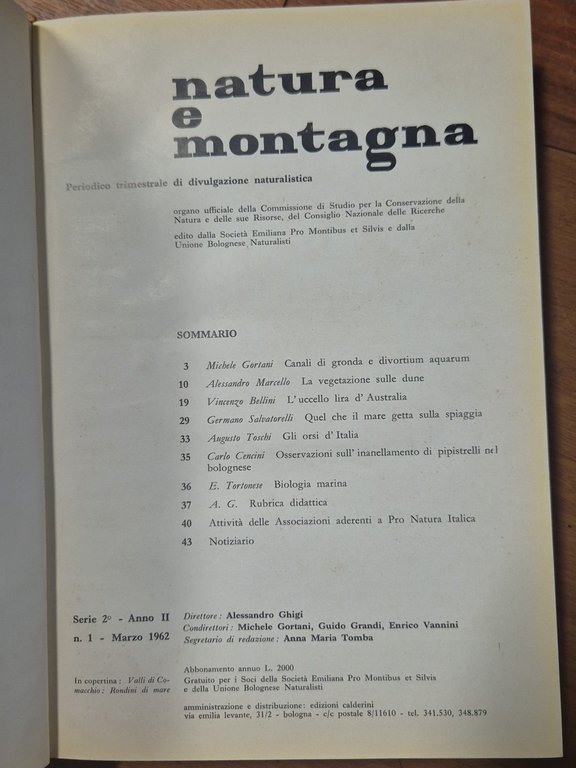 natura
e
montagna
Periodico trimestrale di divulgazione naturalistica
organo ufficiale della Commissione di Studio per la Conservazione della
Natura e delle sue Risorse, del Consiglio Nazionale delle Ricerche
edito dalla Società Emiliana Pro Montibus et Silvis e dalla
Unione Bolognese Naturalisti
SOMMARIO
3 Michele Gortani Canali di gronda e divortium aquarum
10 Alessandro Marcello La vegetazione sulle dune
19 Vincenzo Bellini L'uccello lira d'Australia
29 Germano Salvatorelli Quel che il mare getta sulla spiaggia
33 Augusto Toschi Gli orsi d'Italia
35 Carlo Cencini Osservazioni sull'inanellamento di pipistrelli nel
bolognese
36 E. Tortonese Biologia marina
37 A. G. Rubrica didattica
40 Attività delle Associazioni aderenti a Pro Natura Italica
43 Notiziario
Serie 2º - Anno II
n. 1 - Marzo 1962
Direttore: Alessandro Ghigi
Condirettori: Michele Gortani, Guido Grandi, Enrico Vannini
Segretario di redazione: Anna Maria Tomba
In copertina: Valli di Co-
macchio: Rondini di mare
Abbonamento annuo L. 2000
Gratuito per i Soci della Società Emiliana Pro Montibus et Silvis
e della Unione Bolognese Naturalisti
amministrazione e distribuzione: edizioni calderini
via emilia levante, 31/2 - bologna - c/c postale 8/11610 - tel. 341.530, 348.879